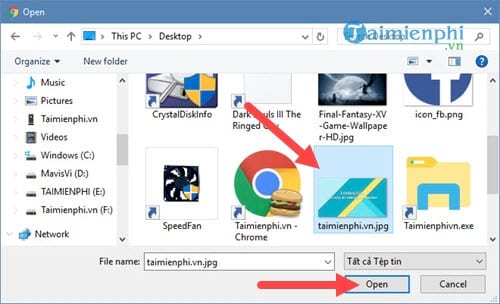 Open
This PC > Desktop
Taimienphi
.vn
Organize
New folder
Music
Pictures
Taimienphi.vn
Videos
Windows (C:)
MavisVi (D:)
TAIMIENPHI (E:)
Taimienphi.vn (F:)
Network
CrystalDiskInfo
Dark Souls III The
Ringed City
Final-Fantasy-XV
-Game-Wallpape
r-HD.jpg
icon_fb.png
SpeedFan
Taimienphi.vn -
Chrome
taimienphi.vn.jpg
Taimienphivn.exe
File name:
taimienphi.vn.jpg
Tất cả Tệp tin
Open
Cancel